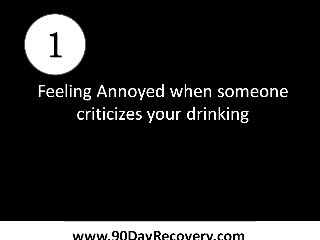 1
Feeling Annoyed when someone
criticizes your drinking
www.90DayRecovery.com